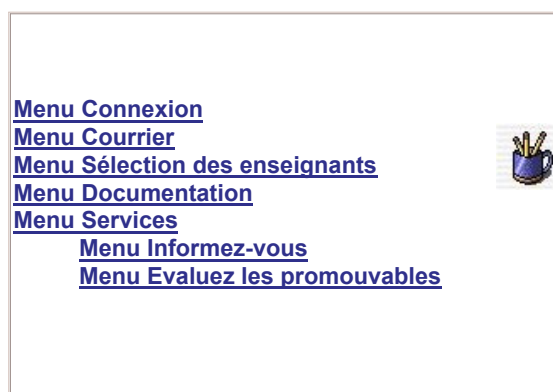 Menu Connexion
Menu Courrier
Menu Sélection des enseignants
Menu Documentation
Menu Services
Menu Informez-vous
Menu Evaluez les promouvables